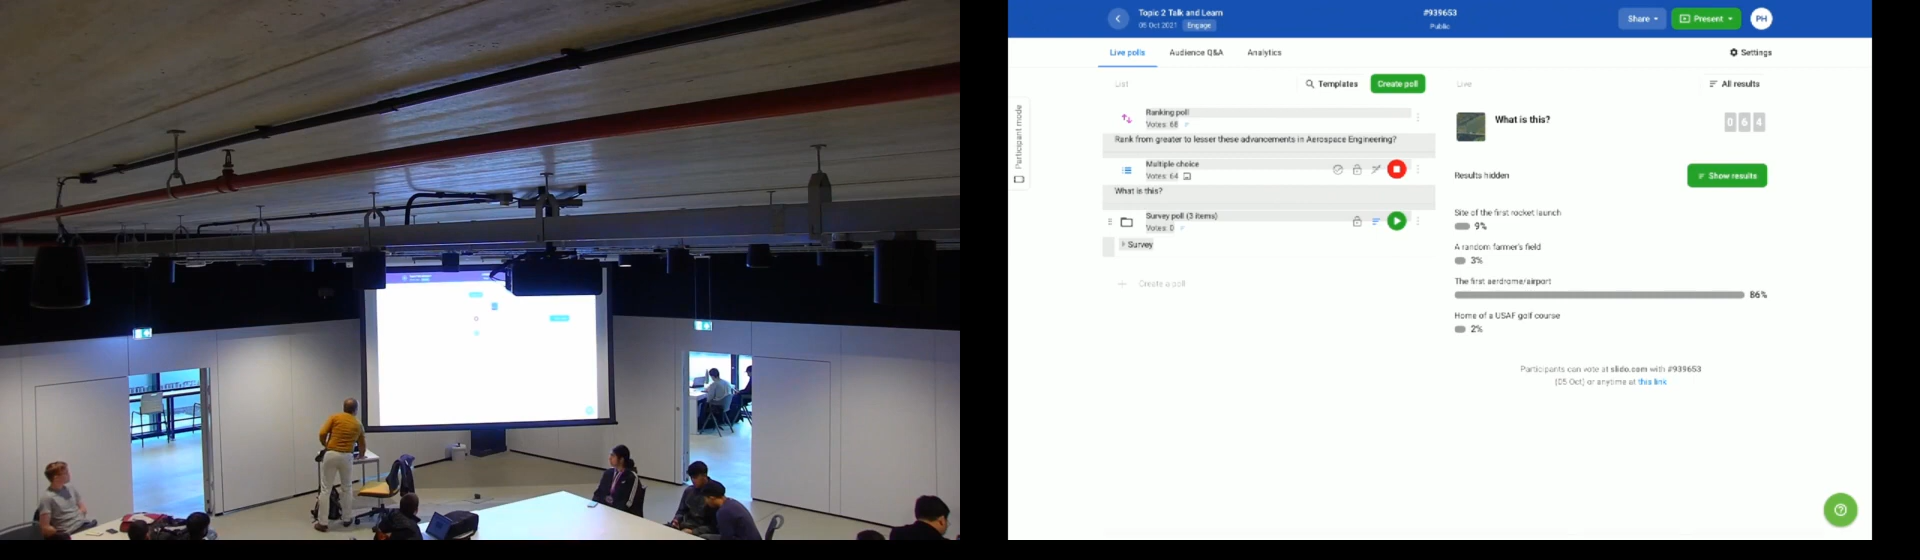 Topic 2 Talk and Learn
05 Oct 2021 Engage
#939653
Public
Share
Present
PH
Live polls
Audience Q&A
Analytics
Settings
Participant mode
List
Templates
Create poll
Ranking poll
Votes: 68
Rank from greater to lesser these advancements in Aerospace Engineering?
Multiple choice
Votes: 64
What is this?
Survey poll (3 items)
Votes: 0
Survey
Create a poll
Live
All results
What is this?
0 6 4
Results hidden
Show results
Site of the first rocket launch
9%
A random farmer's field
3%
The first aerdrome/airport
86%
Home of a USAF golf course
2%
Participants can vote at slido.com with #939653
(05 Oct) or anytime at this link